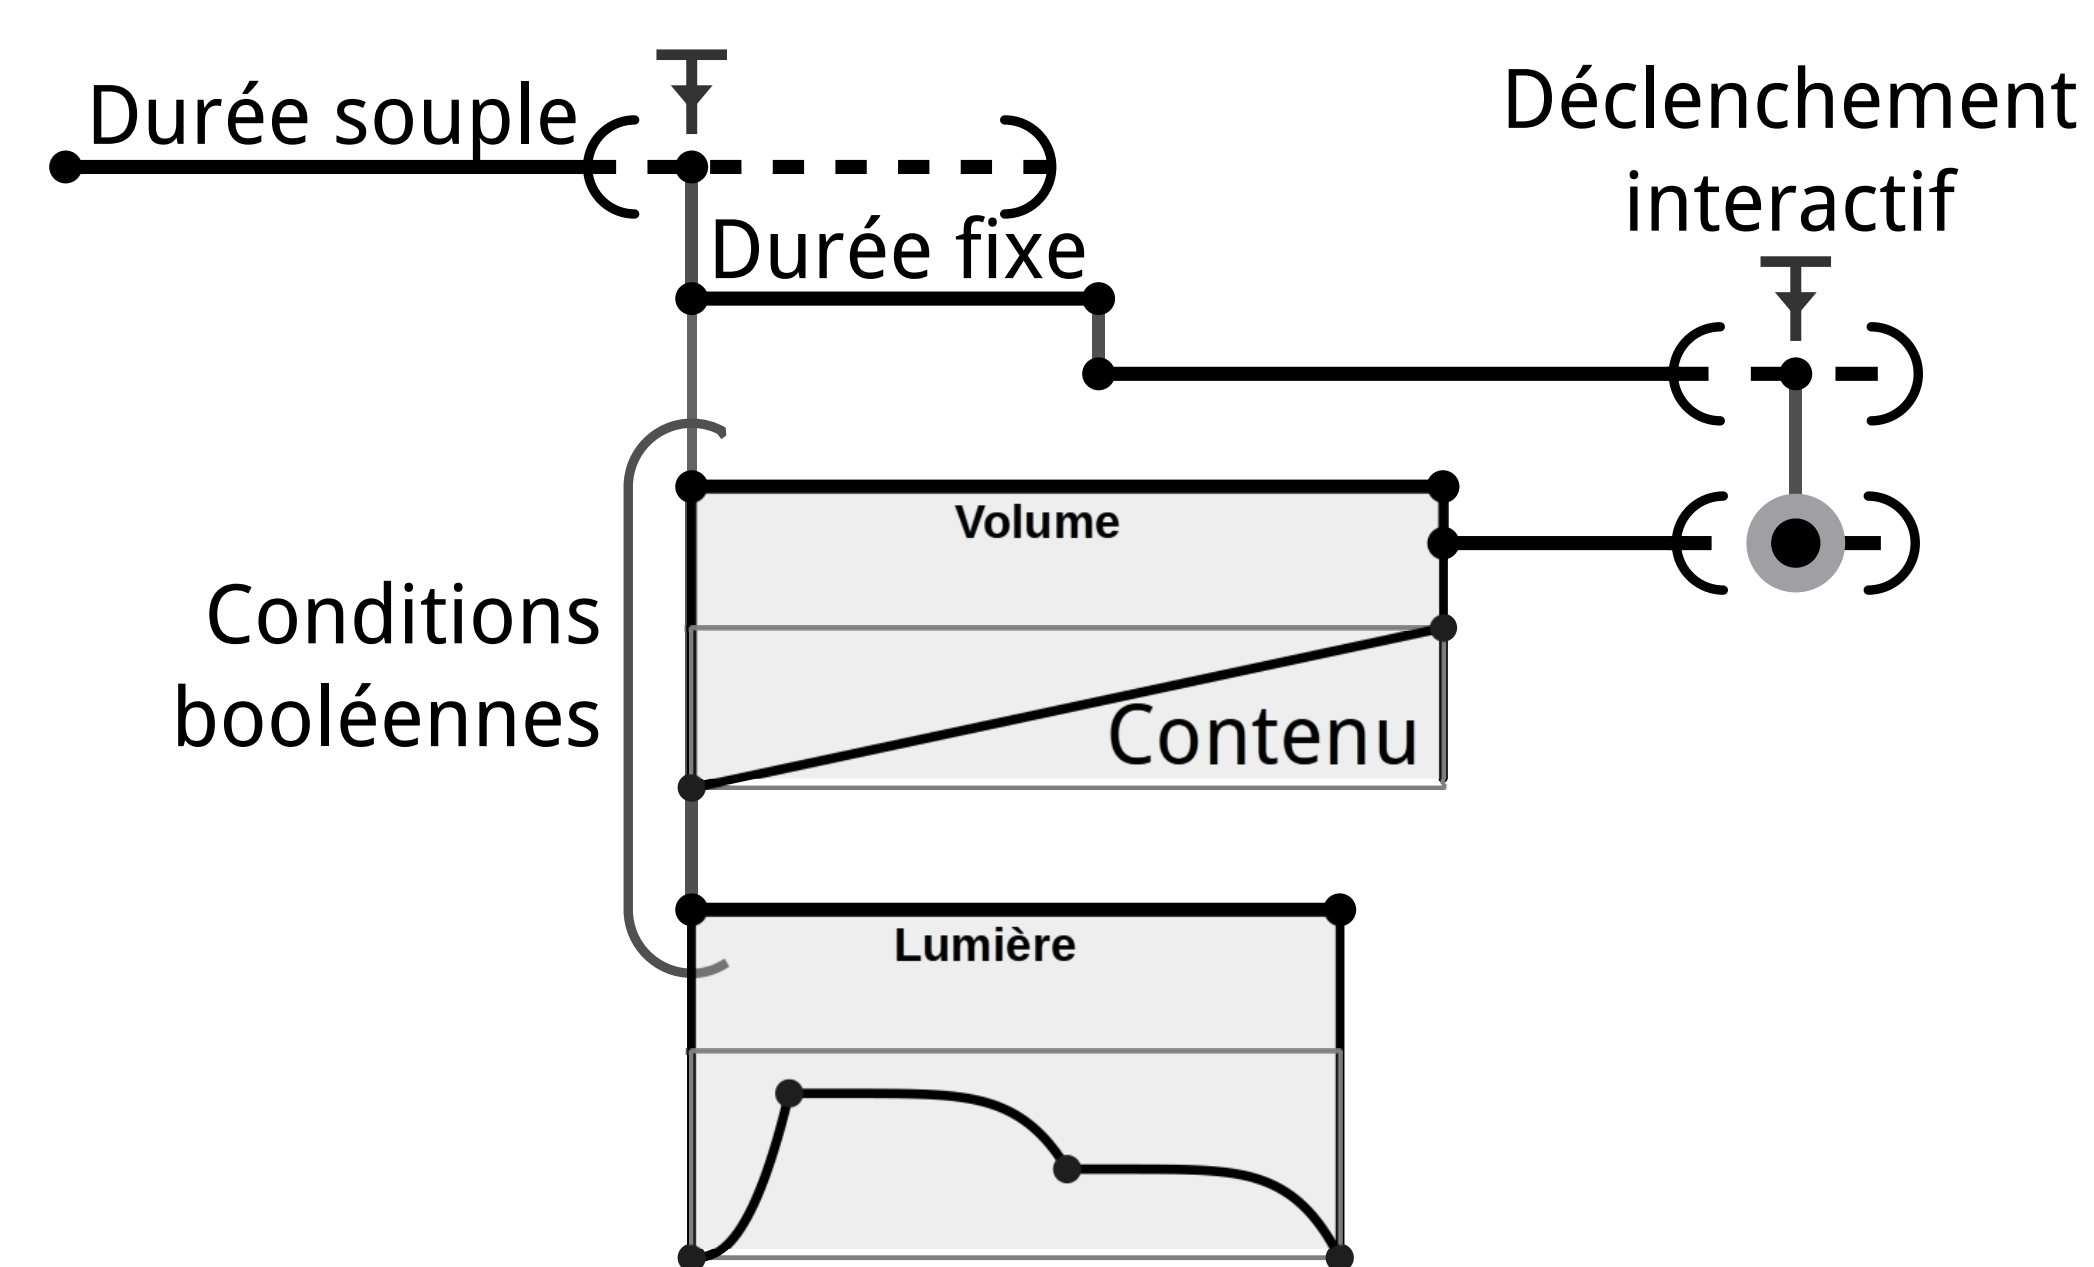 Durée souple
Déclenchement
interactif
Durée fixe
Volume
Conditions
booléennes
Contenu
Lumière